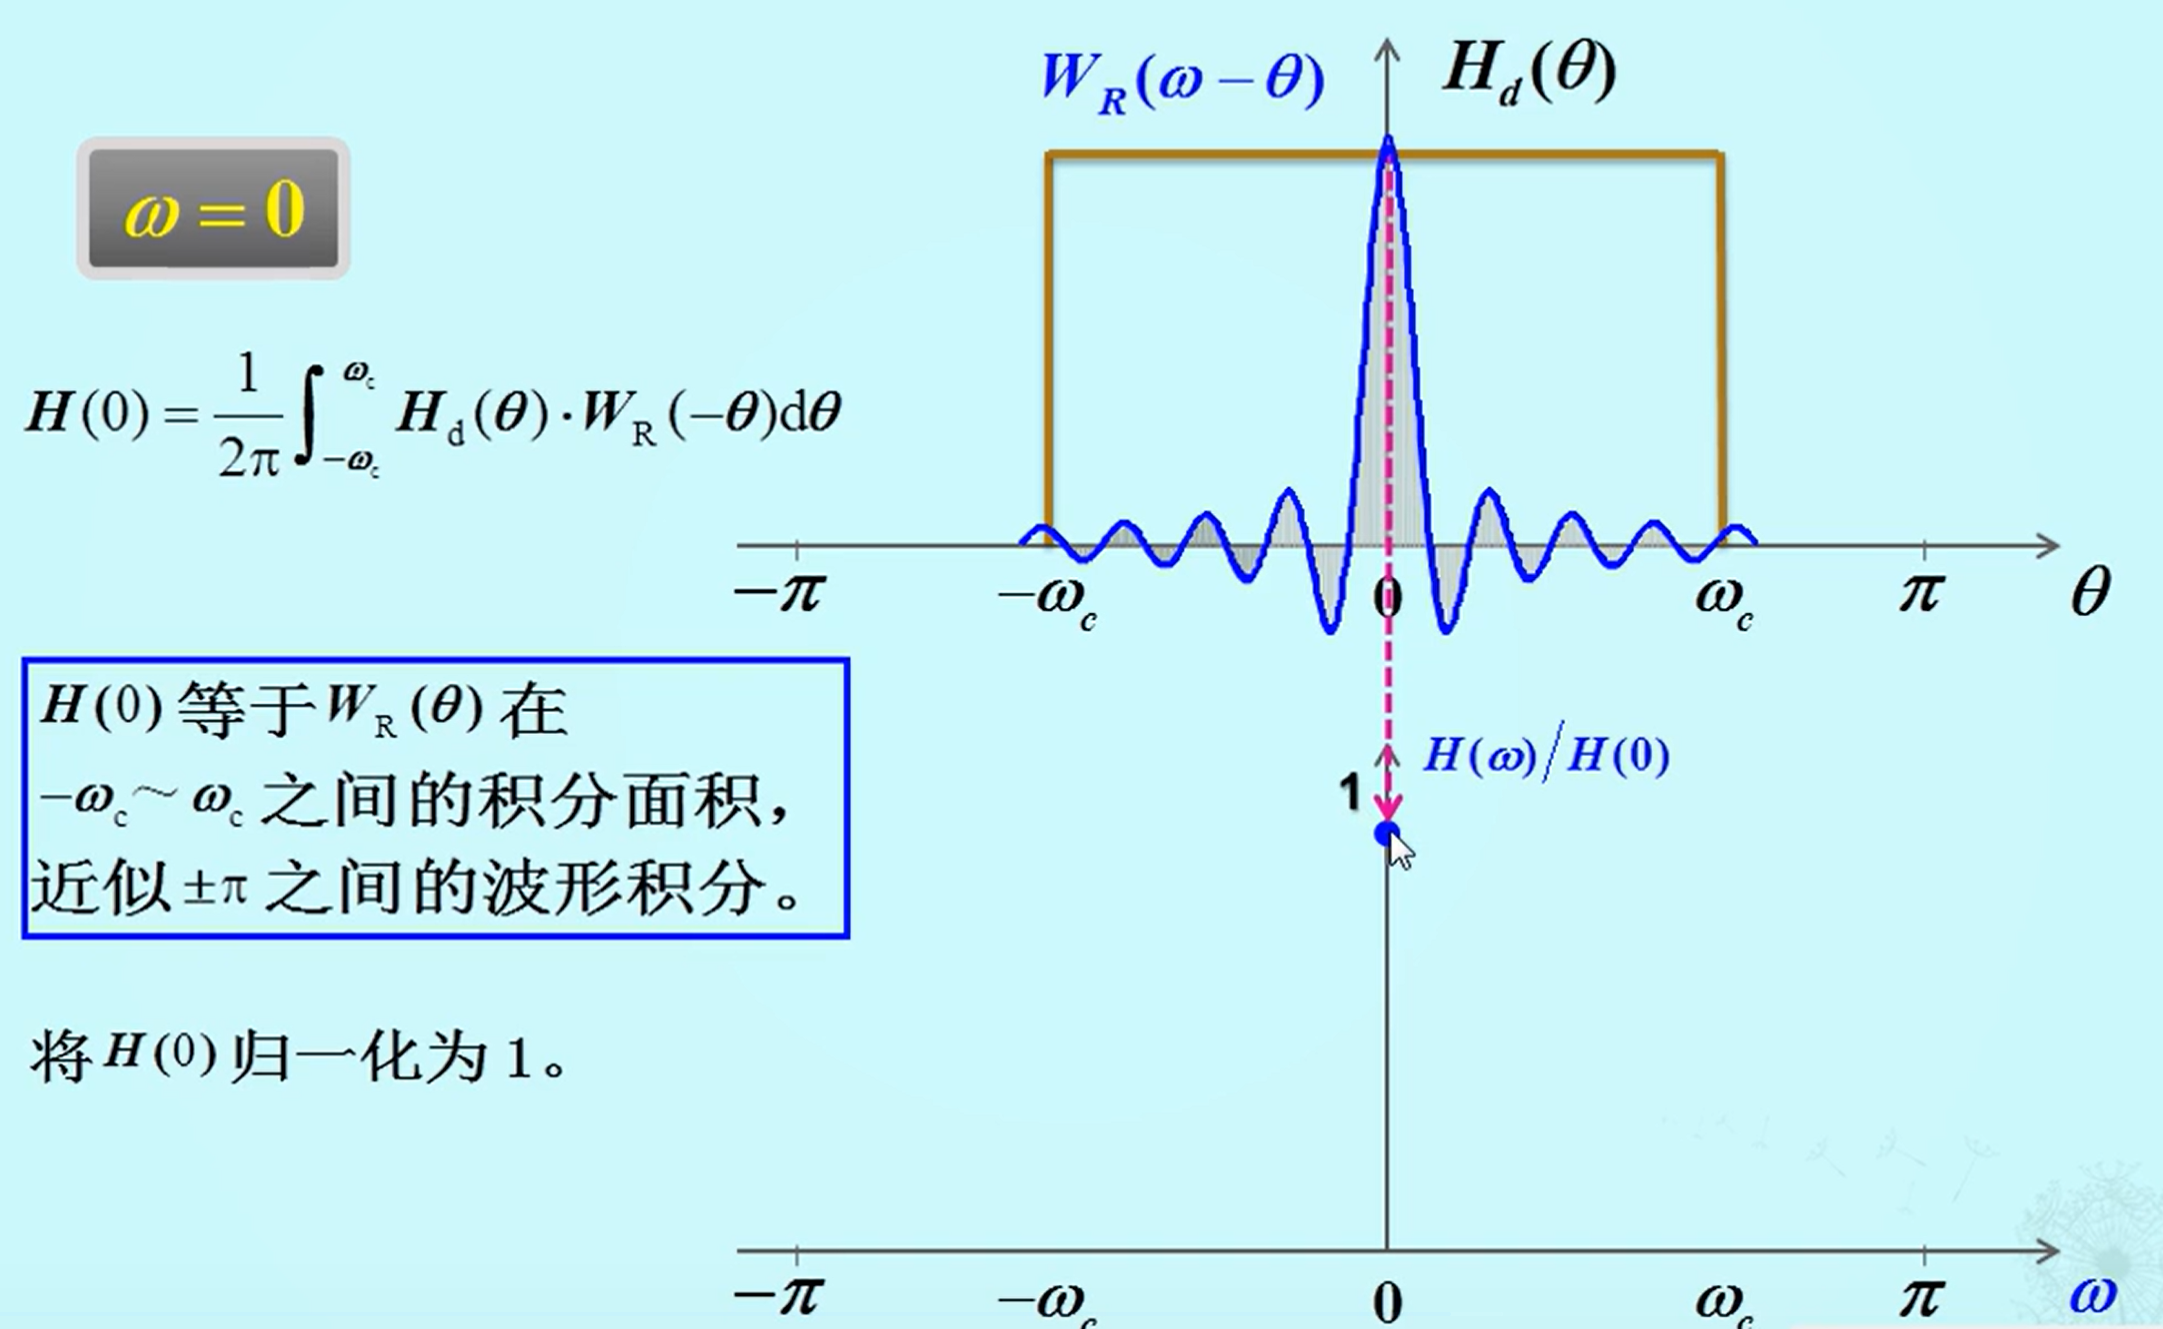 W_R(ω − θ)
H_d(θ)
ω = 0
H(0) = \frac{1}{2π} ∫_{−ω_c}^{ω_c} H_d(θ) · W_R(−θ)dθ
−π
−ω_c
0
ω_c
π
θ
H(0) 等于 W_R(θ) 在
−ω_c ~ ω_c 之间的积分面积，
近似 ±π 之间的波形积分。
H(ω)/H(0)
1
将 H(0) 归一化为 1。
−π
−ω_c
0
ω_c
π
ω